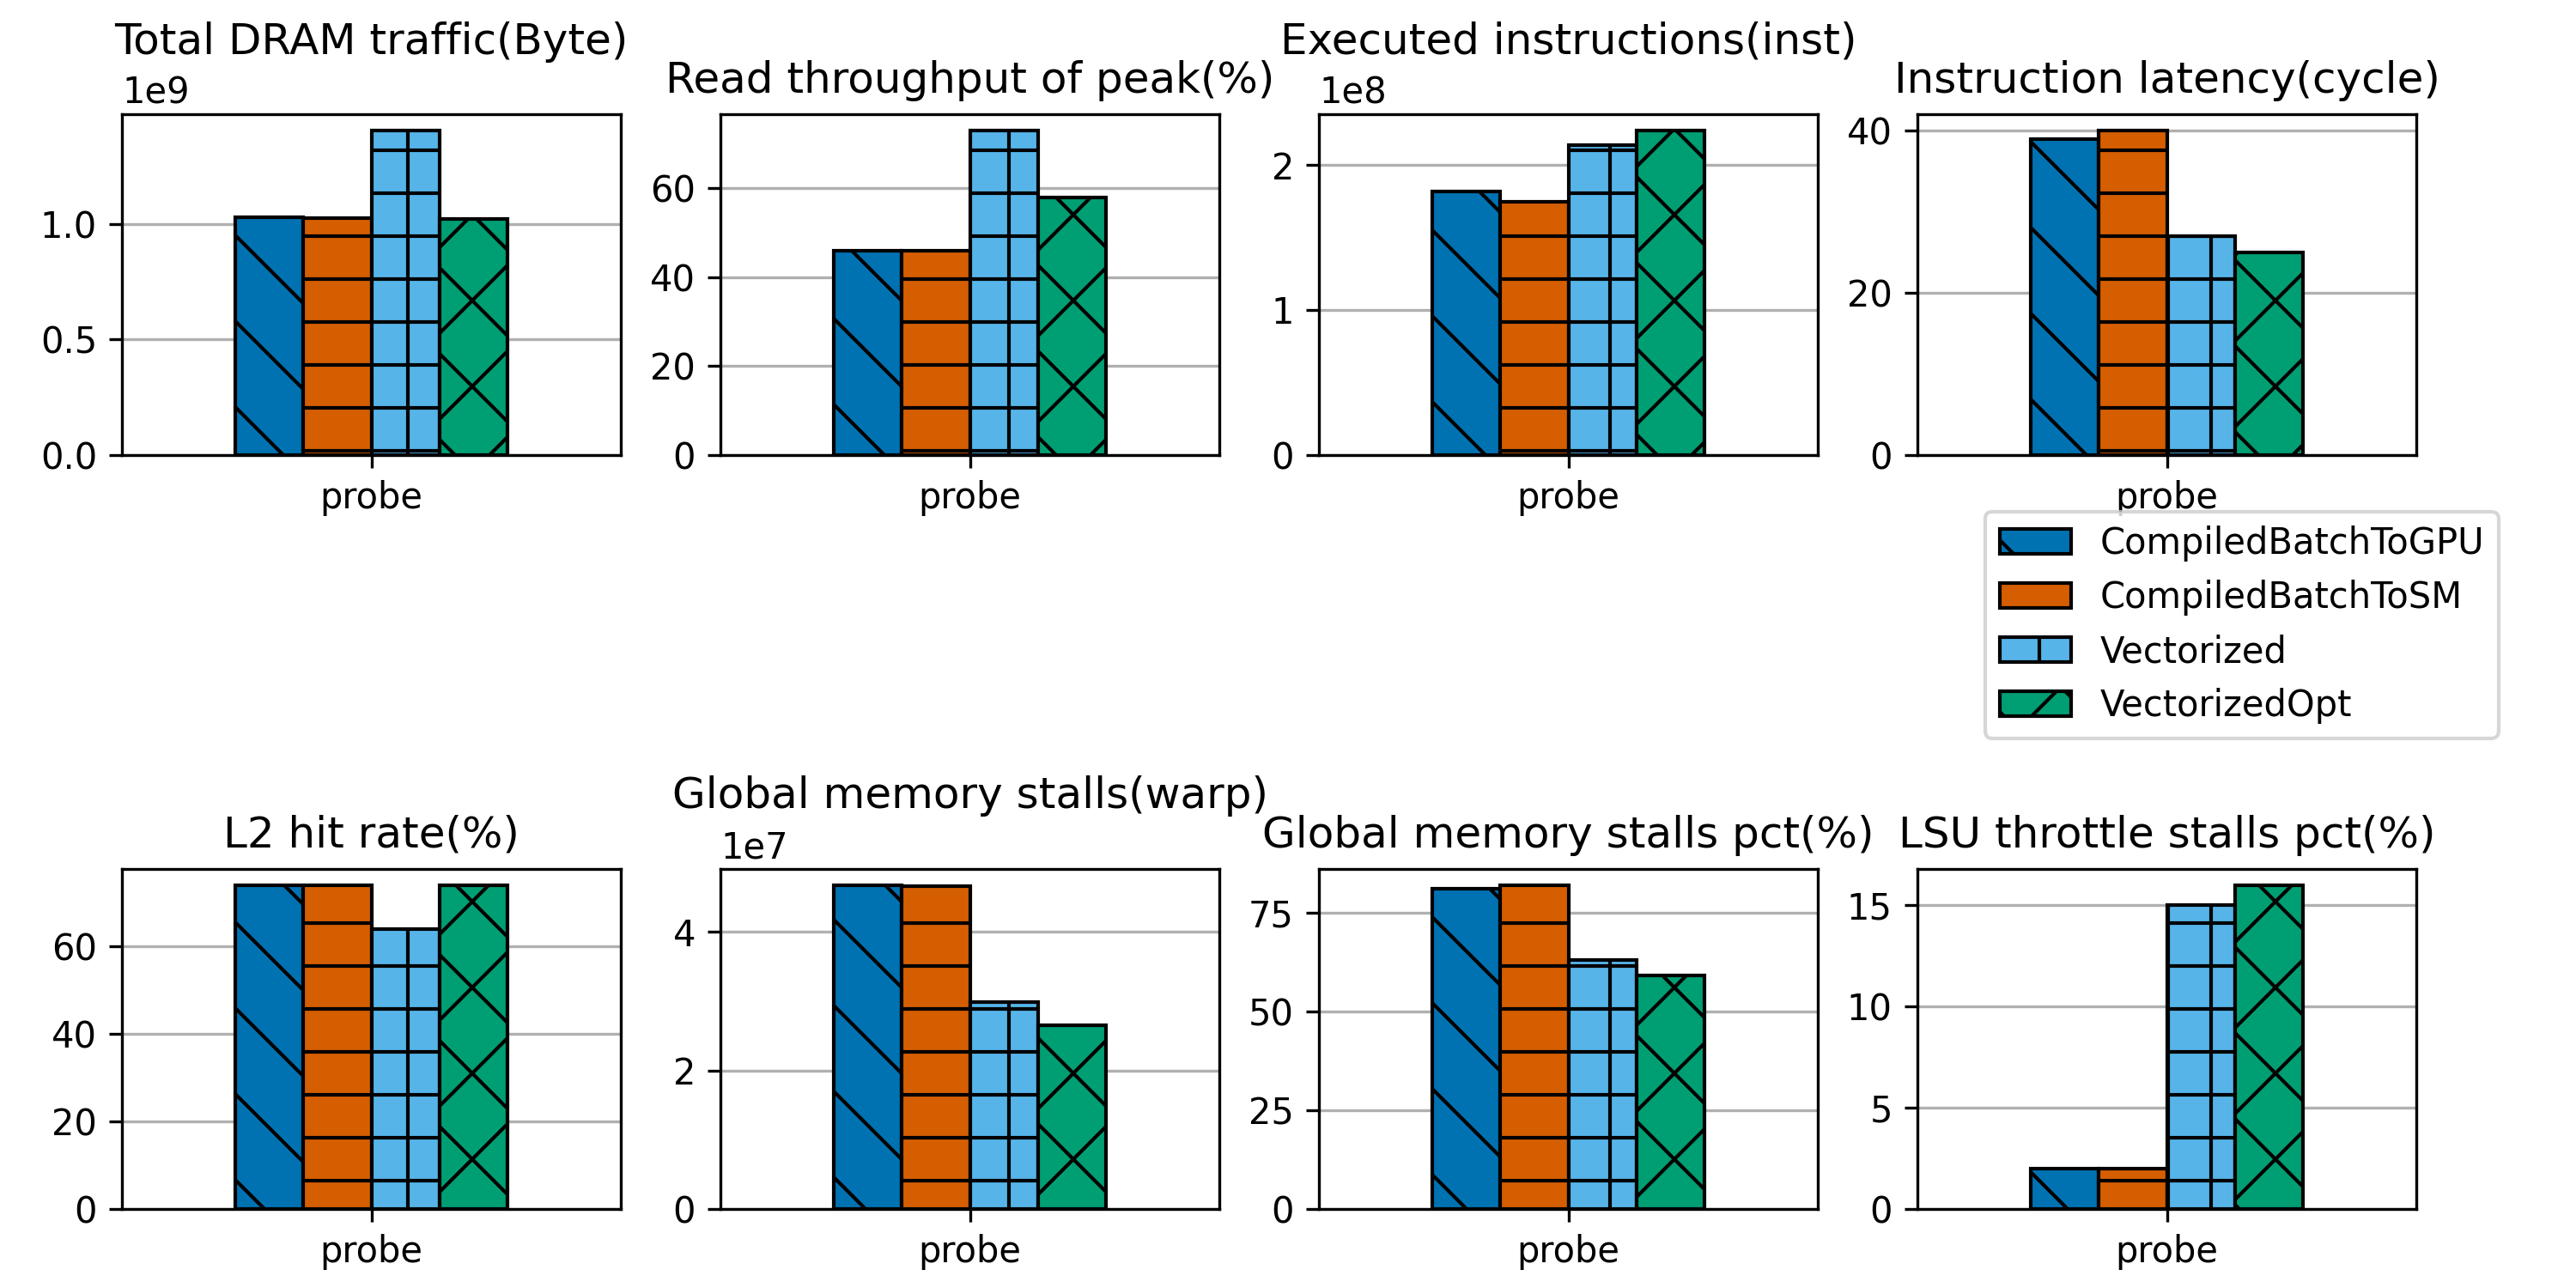 Total DRAM traffic(Byte)
1e9
1.0
0.5
0.0
probe
Read throughput of peak(%)
60
40
20
0
probe
Executed instructions(inst)
1e8
2
1
0
probe
Instruction latency(cycle)
40
20
0
probe
CompiledBatchToGPU
CompiledBatchToSM
Vectorized
VectorizedOpt
L2 hit rate(%)
60
40
20
0
probe
Global memory stalls(warp)
1e7
4
2
0
probe
Global memory stalls pct(%)
75
50
25
0
probe
LSU throttle stalls pct(%)
15
10
5
0
probe